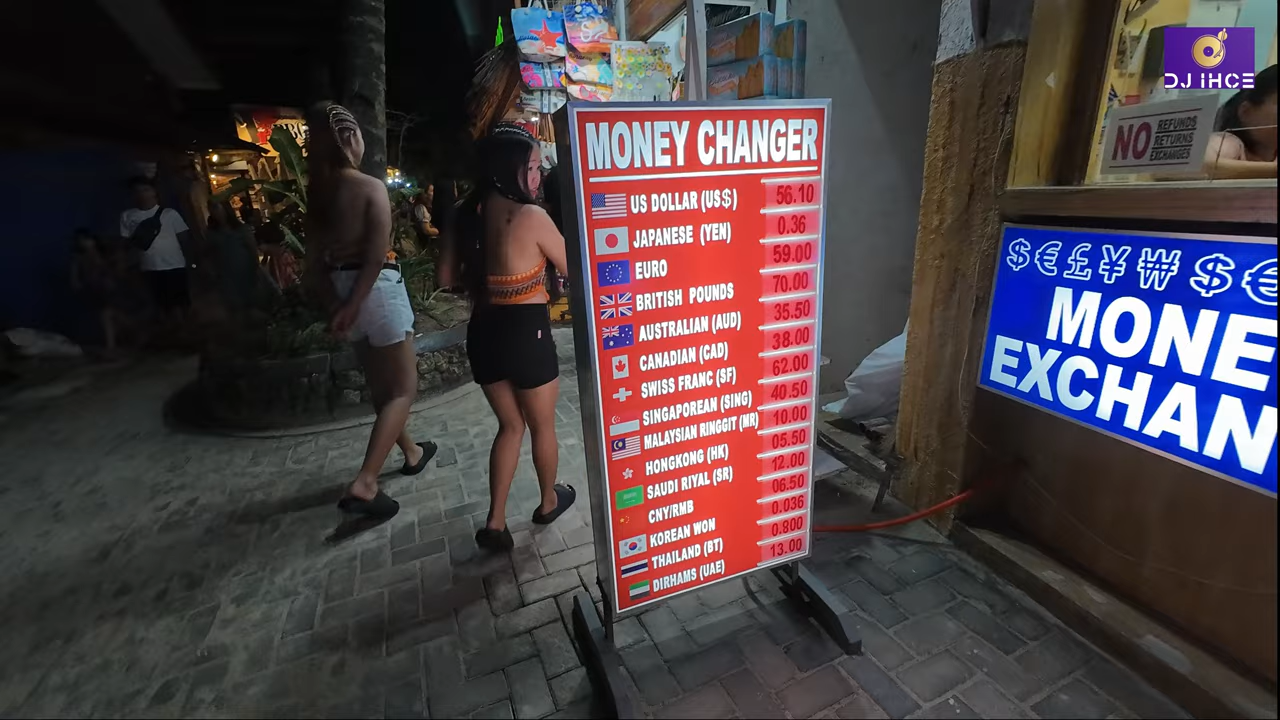 DJ iHCE
MONEY CHANGER
US DOLLAR (US$) 56.10
JAPANESE (YEN) 0.36
EURO 59.00
BRITISH POUNDS 70.00
AUSTRALIAN (AUD) 35.50
CANADIAN (CAD) 38.00
SWISS FRANC (SF) 62.00
SINGAPOREAN (SING) 40.50
MALAYSIAN RINGGIT (MR) 10.00
HONGKONG (HK) 05.50
SAUDI RIYAL (SR) 12.00
CNY/RMB 06.50
KOREAN WON 0.036
THAILAND (BT) 0.800
DIRHAMS (UAE) 13.00
NO REFUNDS
RETURNS
EXCHANGES
$ € £ ¥ ₩ $ €
MONE
EXCHAN